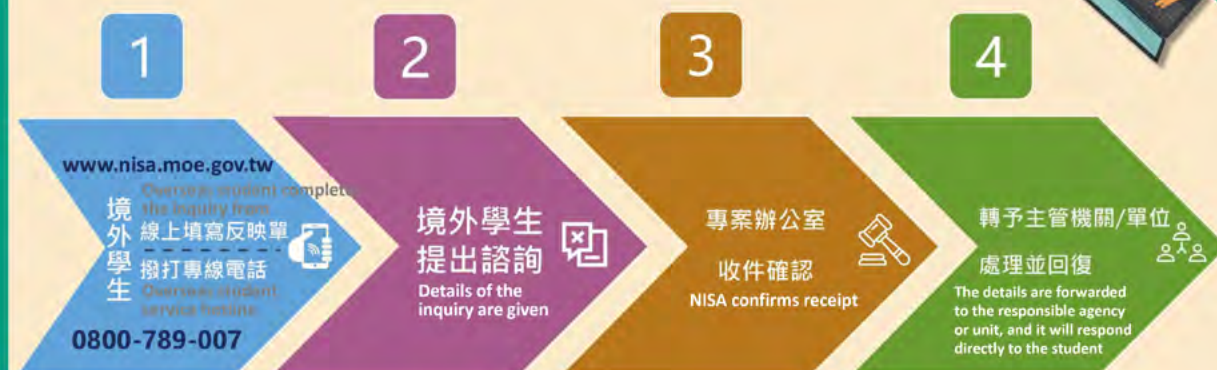 1
2
3
4
www.nisa.moe.gov.tw
Overseas student completes
the inquiry from
境外學生
線上填寫反映單
撥打專線電話
Overseas student
service hotline
0800-789-007
境外學生
提出諮詢
Details of the
inquiry are given
專案辦公室
收件確認
NISA confirms receipt
轉予主管機關/單位
處理並回復
The details are forwarded
to the responsible agency
or unit, and it will respond
directly to the student